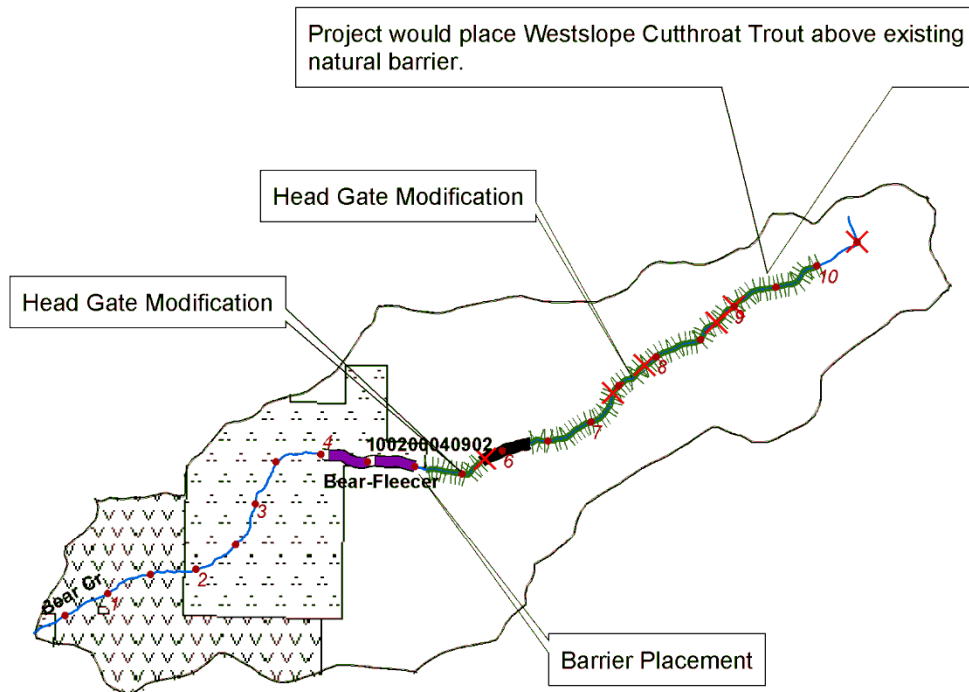 Project would place Westslope Cutthroat Trout above existing
natural barrier.
Head Gate Modification
Head Gate Modification
10
9
8
7
6
4
100200040902
Bear-Fleecer
3
2
Bear Cr
1
Barrier Placement